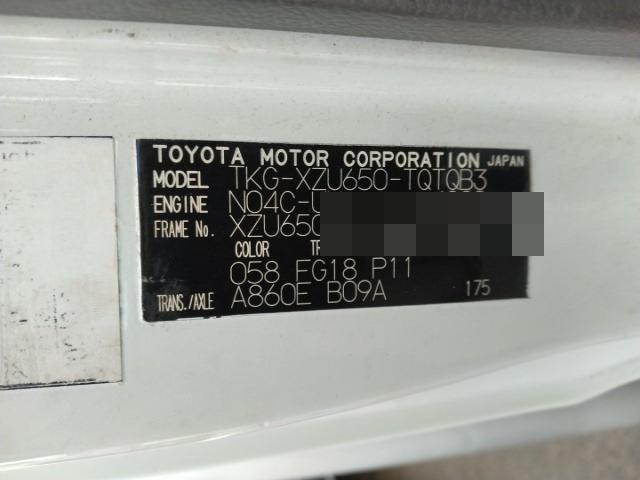 TOYOTA MOTOR CORPORATION JAPAN
MODEL TKG-XZU650-TQTQB3
ENGINE N04C-U
FRAME No. XZU650
COLOR
058 FG18 P11
TRANS./AXLE A860E B09A 175